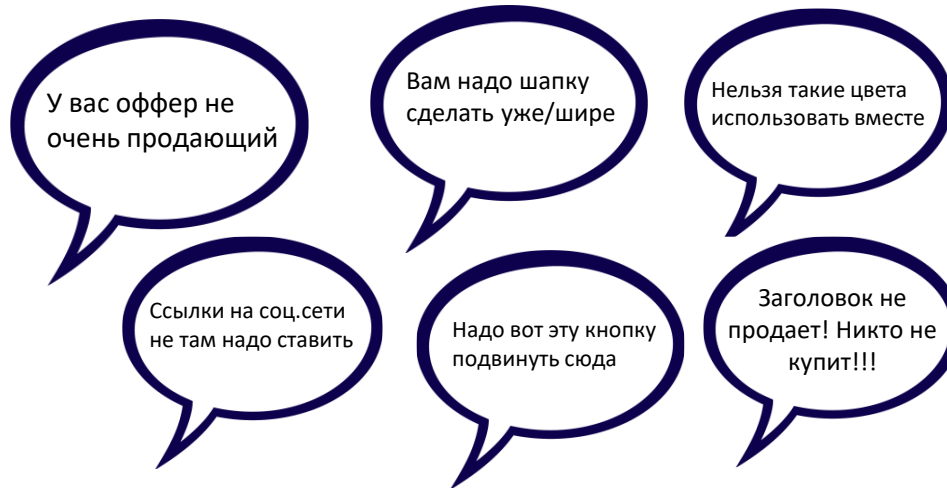 У вас оффер не
очень продающий
Вам надо шапку
сделать уже/шире
Нельзя такие цвета
использовать вместе
Ссылки на соц.сети
не там надо ставить
Надо вот эту кнопку
подвинуть сюда
Заголовок не
продает! Никто не
купит!!!